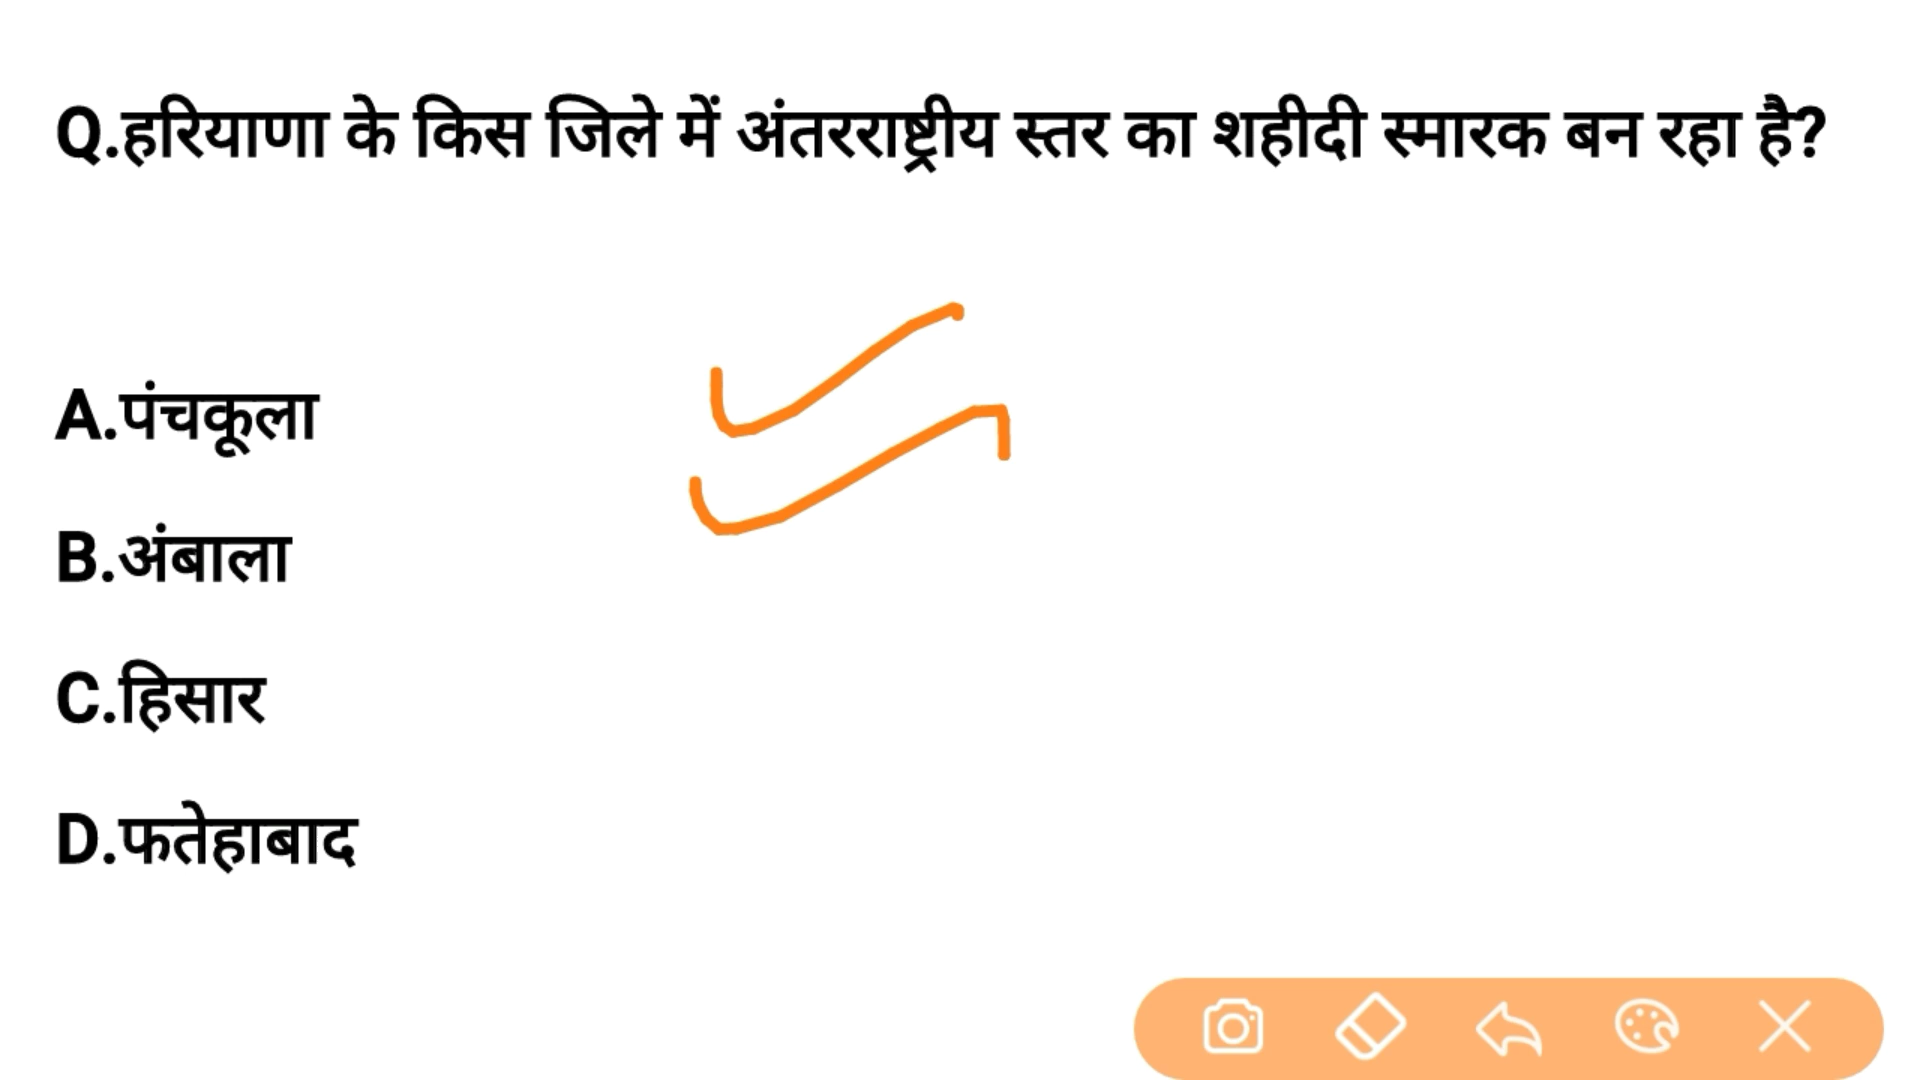 Q.हरियाणा के किस जिले में अंतरराष्ट्रीय स्तर का शहीदी स्मारक बन रहा है?
A.पंचकूला
B.अंबाला
C.हिसार
D.फतेहाबाद